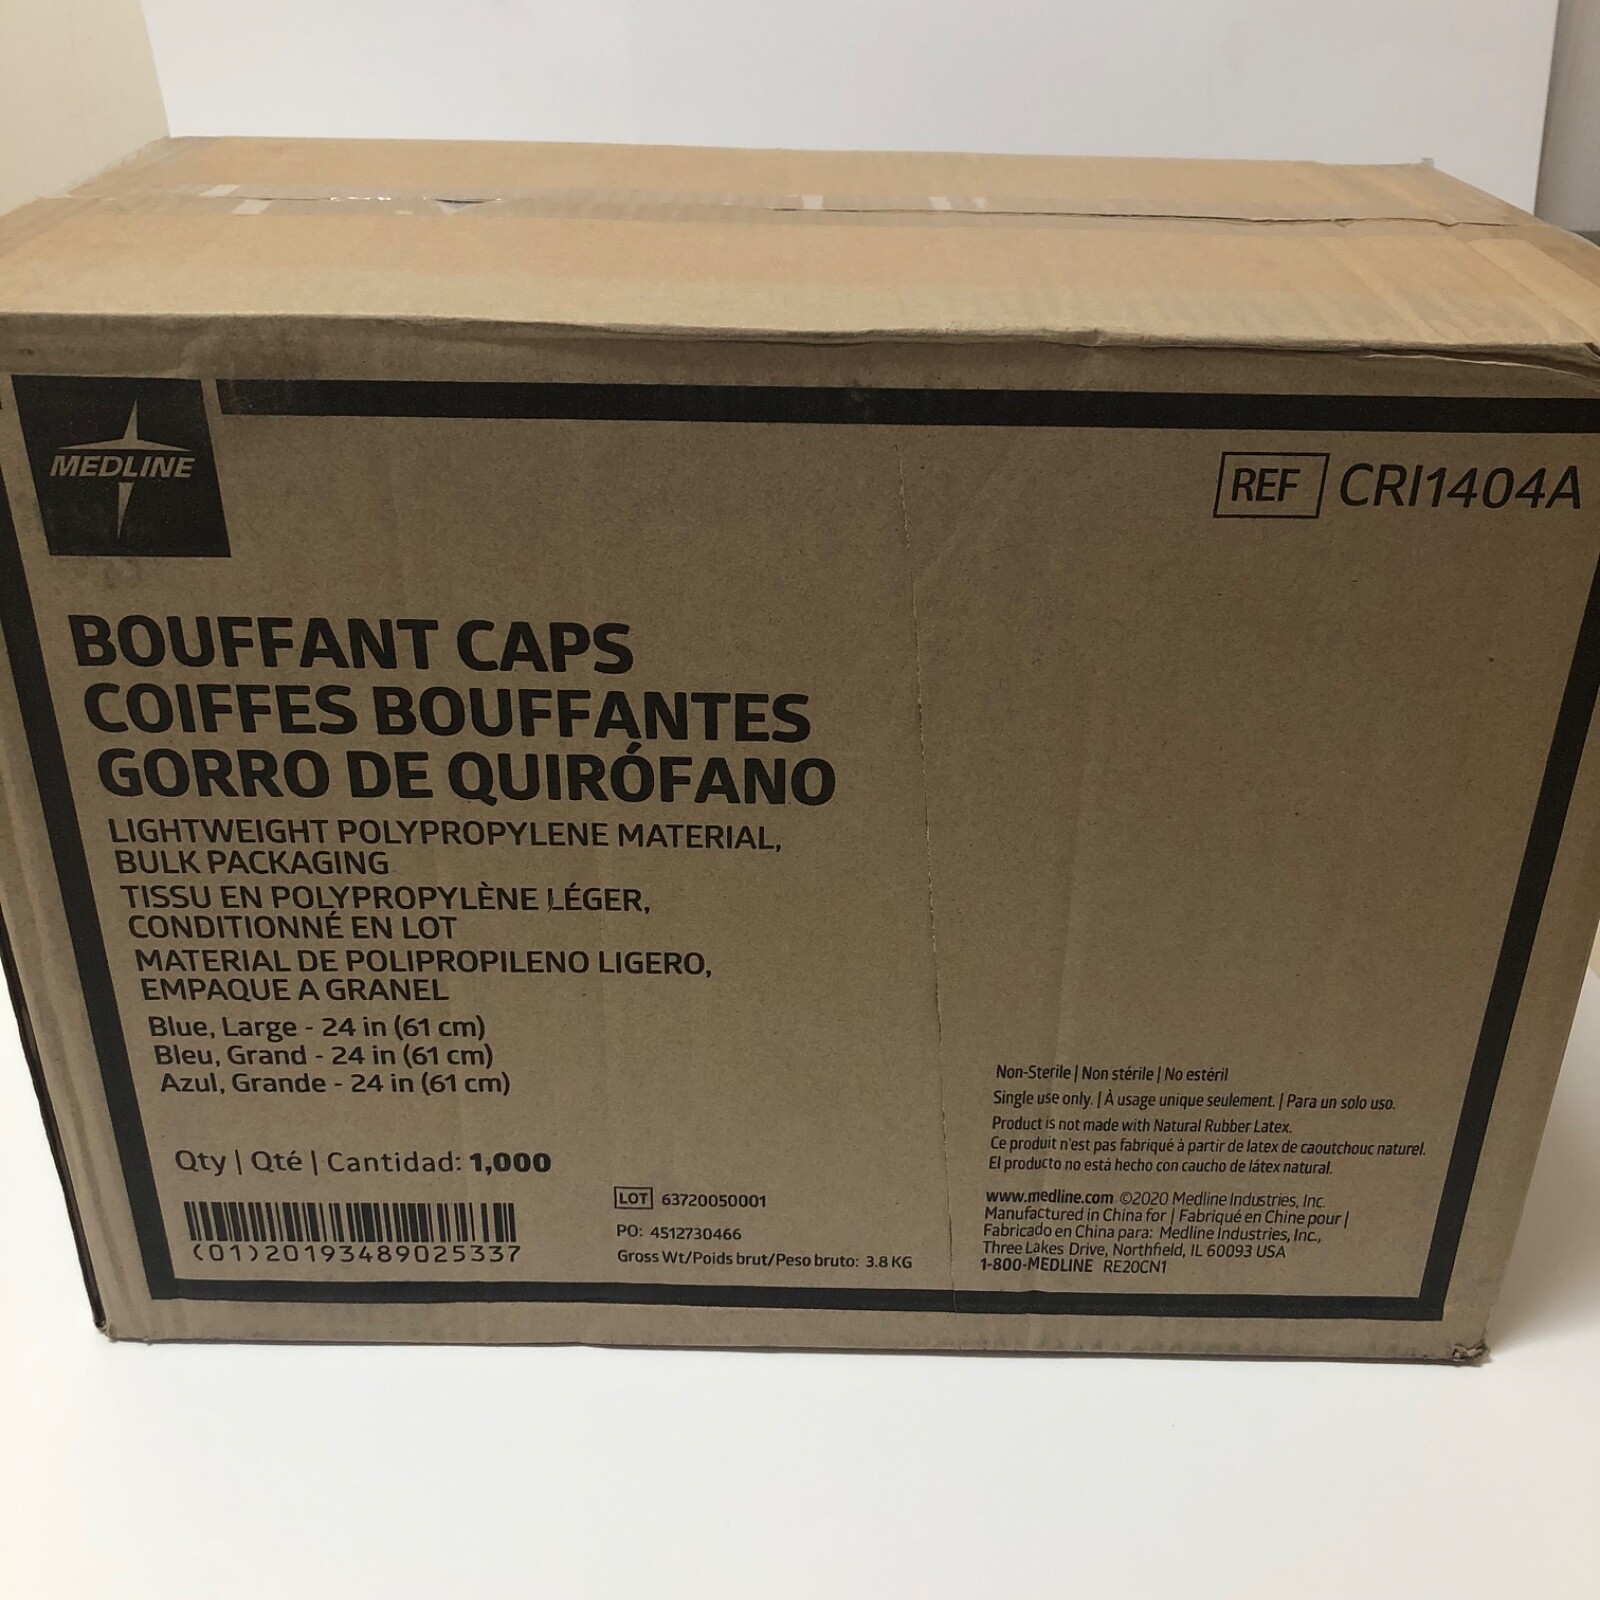 MEDLINE
REF CRI1404A
BOUFFANT CAPS
COIFFES BOUFFANTES
GORRO DE QUIRÓFANO
LIGHTWEIGHT POLYPROPYLENE MATERIAL,
BULK PACKAGING
TISSU EN POLYPROPYLÈNE LÉGER,
CONDITIONNÉ EN LOT
MATERIAL DE POLIPROPILENO LIGERO,
EMPAQUE A GRANEL
Blue, Large - 24 in (61 cm)
Bleu, Grand - 24 in (61 cm)
Azul, Grande - 24 in (61 cm)
Qty | Qté | Cantidad: 1,000
(01)20193489025337
LOT 63720050001
PO: 4512730466
Gross Wt/Poids brut/Peso bruto: 3.8 KG
Non-Sterile | Non stérile | No estéril
Single use only. | À usage unique seulement. | Para un solo uso.
Product is not made with Natural Rubber Latex.
Ce produit n'est pas fabriqué à partir de latex de caoutchouc naturel.
El producto no está hecho con caucho de látex natural.
www.medline.com ©2020 Medline Industries, Inc.
Manufactured in China for | Fabriqué en Chine pour |
Fabricado en China para: Medline Industries, Inc.,
Three Lakes Drive, Northfield, IL 60093 USA
1-800-MEDLINE RE20CN1